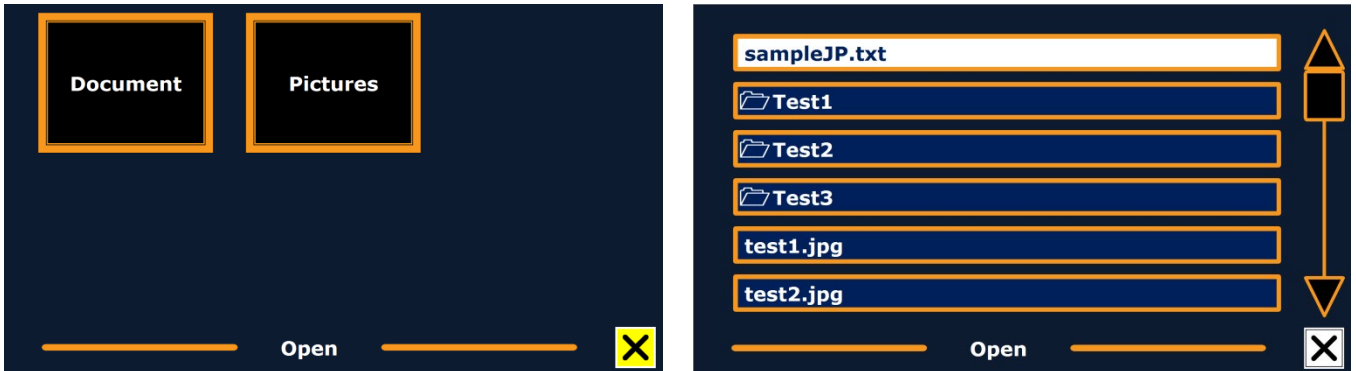 Document Pictures
Open
sampleJP.txt
Test1
Test2
Test3
test1.jpg
test2.jpg
Open